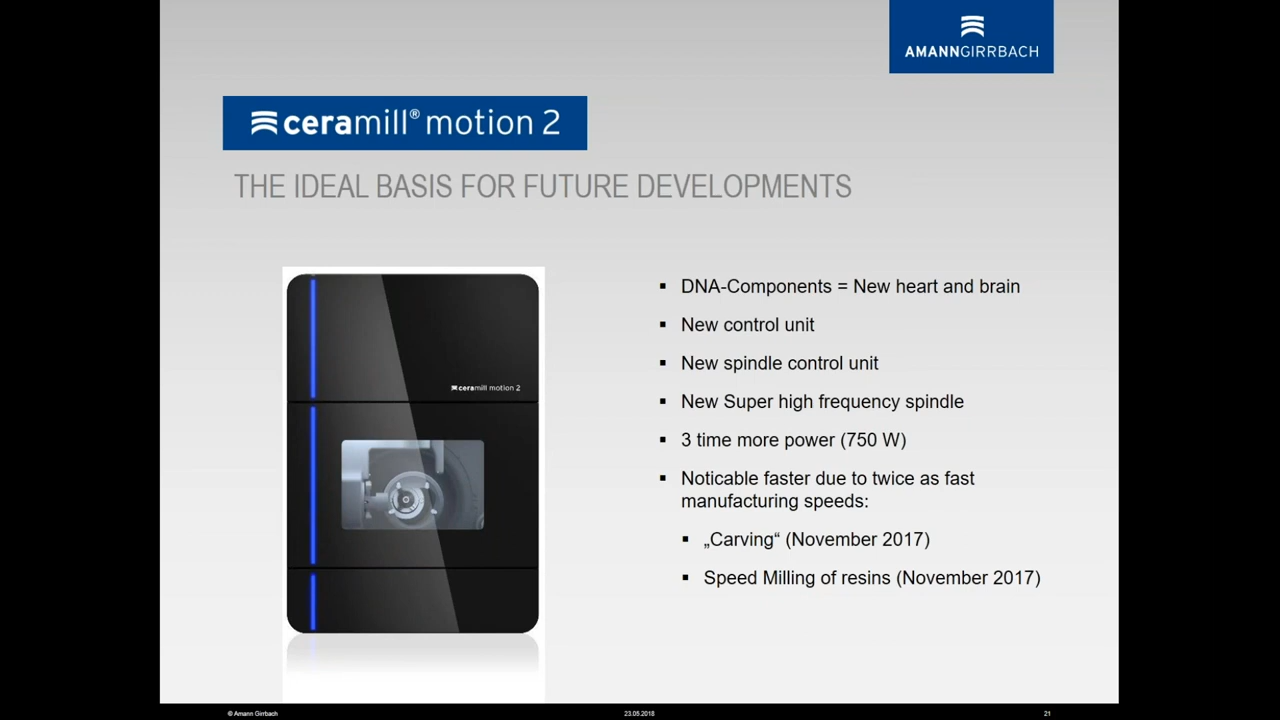 AMANNGIRRBACH
ceramill® motion 2
THE IDEAL BASIS FOR FUTURE DEVELOPMENTS
ceramill motion 2
▪ DNA-Components = New heart and brain
▪ New control unit
▪ New spindle control unit
▪ New Super high frequency spindle
▪ 3 time more power (750 W)
▪ Noticable faster due to twice as fast
manufacturing speeds:
▪ „Carving“ (November 2017)
▪ Speed Milling of resins (November 2017)
© Amann Girrbach
23.05.2018
21